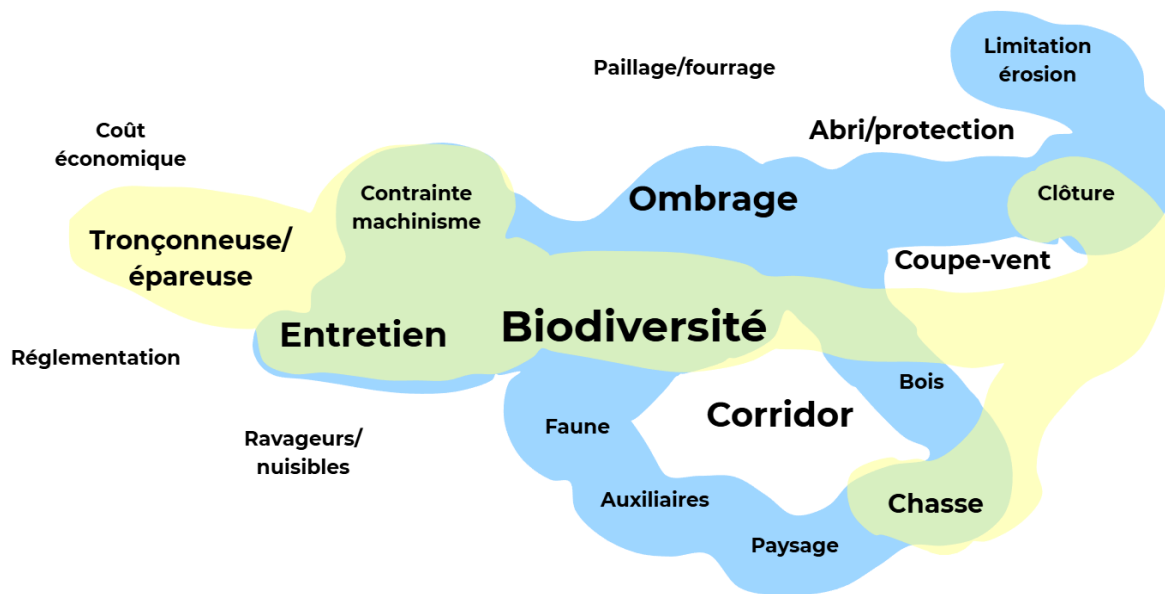 Limitation
érosion
Paillage/fourrage
Coût
économique
Abri/protection
Contrainte
machinisme
Ombrage
Clôture
Tronçonneuse/
épareuse
Coupe-vent
Entretien
Biodiversité
Réglementation
Bois
Corridor
Faune
Ravageurs/
nuisibles
Auxiliaires
Chasse
Paysage